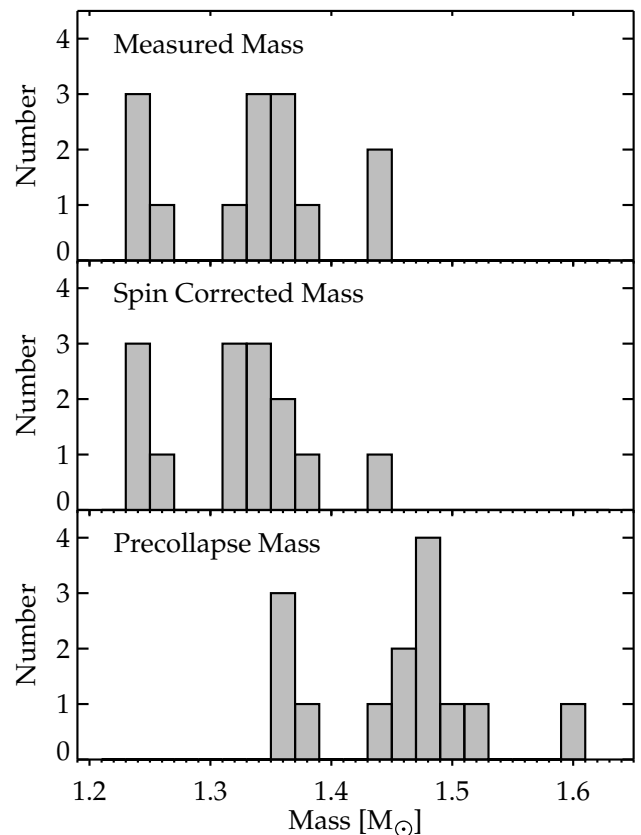 Measured Mass
Number
4
3
2
1
0
Spin Corrected Mass
Number
4
3
2
1
0
Precollapse Mass
Number
4
3
2
1
0
1.2 1.3 1.4 1.5 1.6
Mass [M☉]